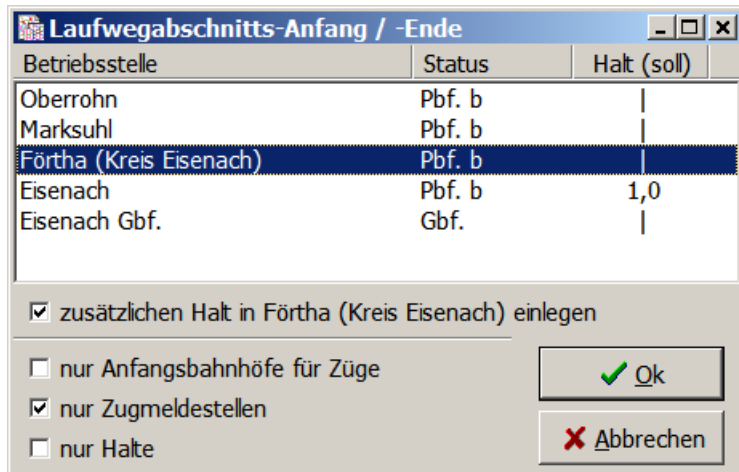 Laufwegabschnitts-Anfang / -Ende
Betriebsstelle Status Halt (soll)
Oberrohn Pbf. b |
Marksuhl Pbf. b |
Förtha (Kreis Eisenach) Pbf. b |
Eisenach Pbf. b 1,0
Eisenach Gbf. Gbf. |
zusätzlichen Halt in Förtha (Kreis Eisenach) einlegen
nur Anfangsbahnhöfe für Züge
Ok
nur Zugmeldestellen
Abbrechen
nur Halte